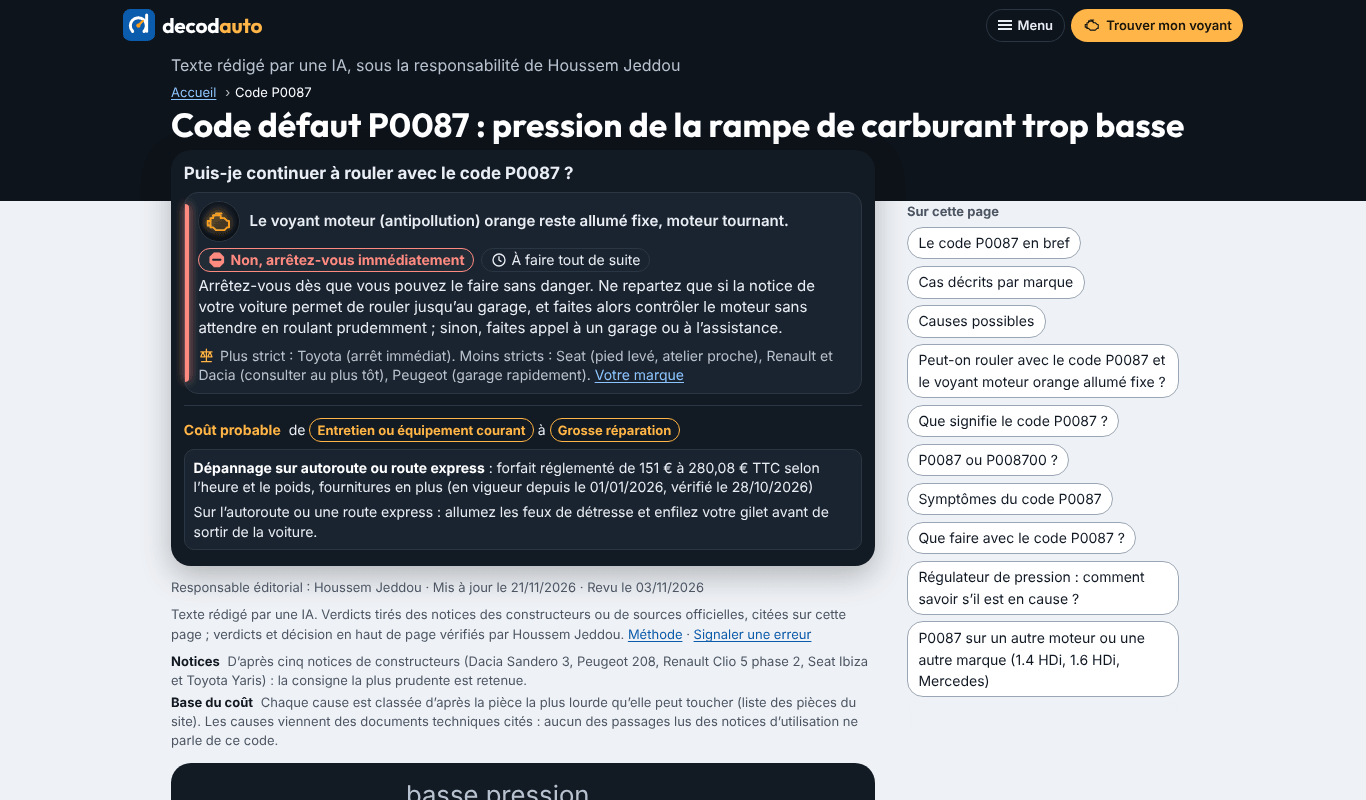 decodauto
Menu
Trouver mon voyant
Texte rédigé par une IA, sous la responsabilité de Houssem Jeddou
Accueil › Code P0087
Code défaut P0087 : pression de la rampe de carburant trop basse
Puis-je continuer à rouler avec le code P0087 ?
Le voyant moteur (antipollution) orange reste allumé fixe, moteur tournant.
Non, arrêtez-vous immédiatement
À faire tout de suite
Arrêtez-vous dès que vous pouvez le faire sans danger. Ne repartez que si la notice de
votre voiture permet de rouler jusqu’au garage, et faites alors contrôler le moteur sans
attendre en roulant prudemment ; sinon, faites appel à un garage ou à l’assistance.
Plus strict : Toyota (arrêt immédiat). Moins stricts : Seat (pied levé, atelier proche), Renault et
Dacia (consulter au plus tôt), Peugeot (garage rapidement). Votre marque
Coût probable de Entretien ou équipement courant à Grosse réparation
Dépannage sur autoroute ou route express : forfait réglementé de 151 € à 280,08 € TTC selon
l’heure et le poids, fournitures en plus (en vigueur depuis le 01/01/2026, vérifié le 28/10/2026)
Sur l’autoroute ou une route express : allumez les feux de détresse et enfilez votre gilet avant de
sortir de la voiture.
Responsable éditorial : Houssem Jeddou · Mis à jour le 21/11/2026 · Revu le 03/11/2026
Texte rédigé par une IA. Verdicts tirés des notices des constructeurs ou de sources officielles, citées sur cette
page ; verdicts et décision en haut de page vérifiés par Houssem Jeddou. Méthode · Signaler une erreur
Notices D’après cinq notices de constructeurs (Dacia Sandero 3, Peugeot 208, Renault Clio 5 phase 2, Seat Ibiza
et Toyota Yaris) : la consigne la plus prudente est retenue.
Base du coût Chaque cause est classée d’après la pièce la plus lourde qu’elle peut toucher (liste des pièces du
site). Les causes viennent des documents techniques cités : aucun des passages lus des notices d’utilisation ne
parle de ce code.
basse pression
Sur cette page
Le code P0087 en bref
Cas décrits par marque
Causes possibles
Peut-on rouler avec le code P0087 et
le voyant moteur orange allumé fixe ?
Que signifie le code P0087 ?
P0087 ou P008700 ?
Symptômes du code P0087
Que faire avec le code P0087 ?
Régulateur de pression : comment
savoir s’il est en cause ?
P0087 sur un autre moteur ou une
autre marque (1.4 HDi, 1.6 HDi,
Mercedes)